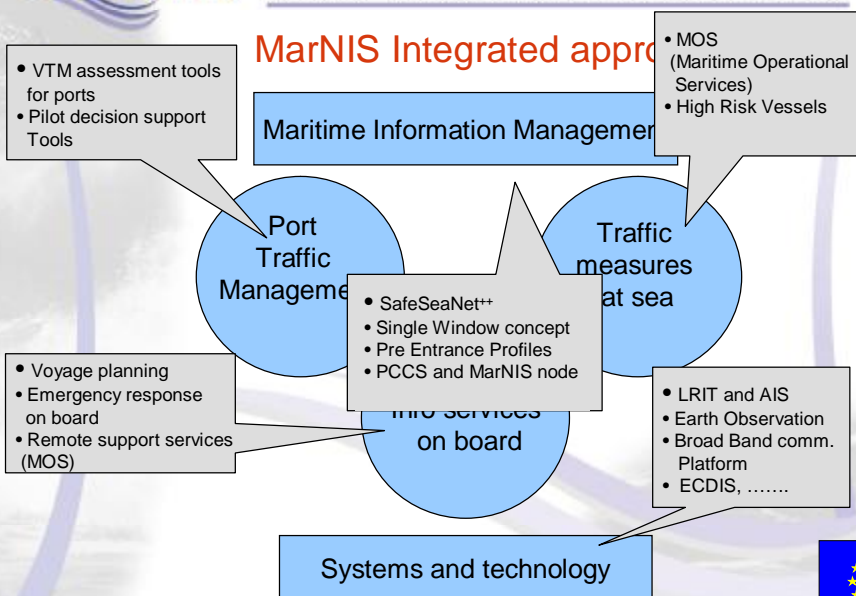 MarNIS Integrated appro
• VTM assessment tools
for ports
• Pilot decision support
Tools
• MOS
(Maritime Operational
Services)
• High Risk Vessels
Maritime Information Managemen
Port
Traffic
Manageme
Traffic
measures
at sea
• SafeSeaNet++
• Single Window concept
• Pre Entrance Profiles
• PCCS and MarNIS node
• Voyage planning
• Emergency response
on board
• Remote support services
(MOS)
Info services
on board
• LRIT and AIS
• Earth Observation
• Broad Band comm.
Platform
• ECDIS, …….
Systems and technology